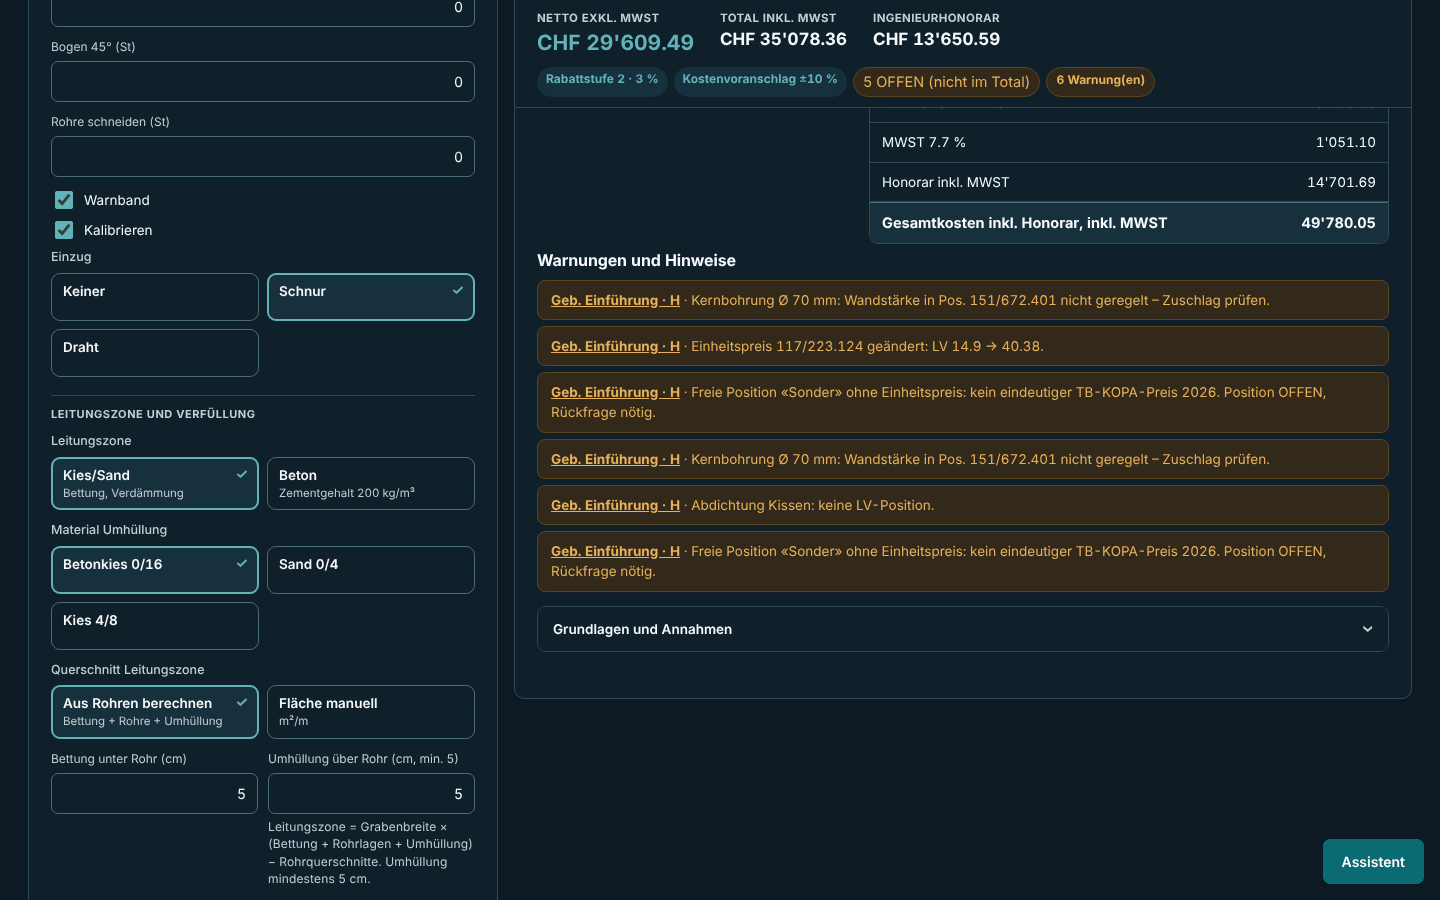 0
Bogen 45° (St)
0
Rohre schneiden (St)
0
Warnband
Kalibrieren
Einzug
Keiner
Schnur
Draht
LEITUNGSZONE UND VERFÜLLUNG
Leitungszone
Kies/Sand
Bettung, Verdämmung
Beton
Zementgehalt 200 kg/m³
Material Umhüllung
Betonkies 0/16
Sand 0/4
Kies 4/8
Querschnitt Leitungszone
Aus Rohren berechnen
Bettung + Rohre + Umhüllung
Fläche manuell
m²/m
Bettung unter Rohr (cm)
5
Umhüllung über Rohr (cm, min. 5)
5
Leitungszone = Grabenbreite ×
(Bettung + Rohrlagen + Umhüllung)
– Rohrquerschnitte. Umhüllung
mindestens 5 cm.
NETTO EXKL. MWST
CHF 29'609.49
TOTAL INKL. MWST
CHF 35'078.36
INGENIEURHONORAR
CHF 13'650.59
Rabattstufe 2 · 3 %
Kostenvoranschlag ±10 %
5 OFFEN (nicht im Total)
6 Warnung(en)
MWST 7.7 % 1'051.10
Honorar inkl. MWST 14'701.69
Gesamtkosten inkl. Honorar, inkl. MWST 49'780.05
Warnungen und Hinweise
Geb. Einführung · H · Kernbohrung Ø 70 mm: Wandstärke in Pos. 151/672.401 nicht geregelt – Zuschlag prüfen.
Geb. Einführung · H · Einheitspreis 117/223.124 geändert: LV 14.9 → 40.38.
Geb. Einführung · H · Freie Position «Sonder» ohne Einheitspreis: kein eindeutiger TB-KOPA-Preis 2026. Position OFFEN,
Rückfrage nötig.
Geb. Einführung · H · Kernbohrung Ø 70 mm: Wandstärke in Pos. 151/672.401 nicht geregelt – Zuschlag prüfen.
Geb. Einführung · H · Abdichtung Kissen: keine LV-Position.
Geb. Einführung · H · Freie Position «Sonder» ohne Einheitspreis: kein eindeutiger TB-KOPA-Preis 2026. Position OFFEN,
Rückfrage nötig.
Grundlagen und Annahmen
Assistent